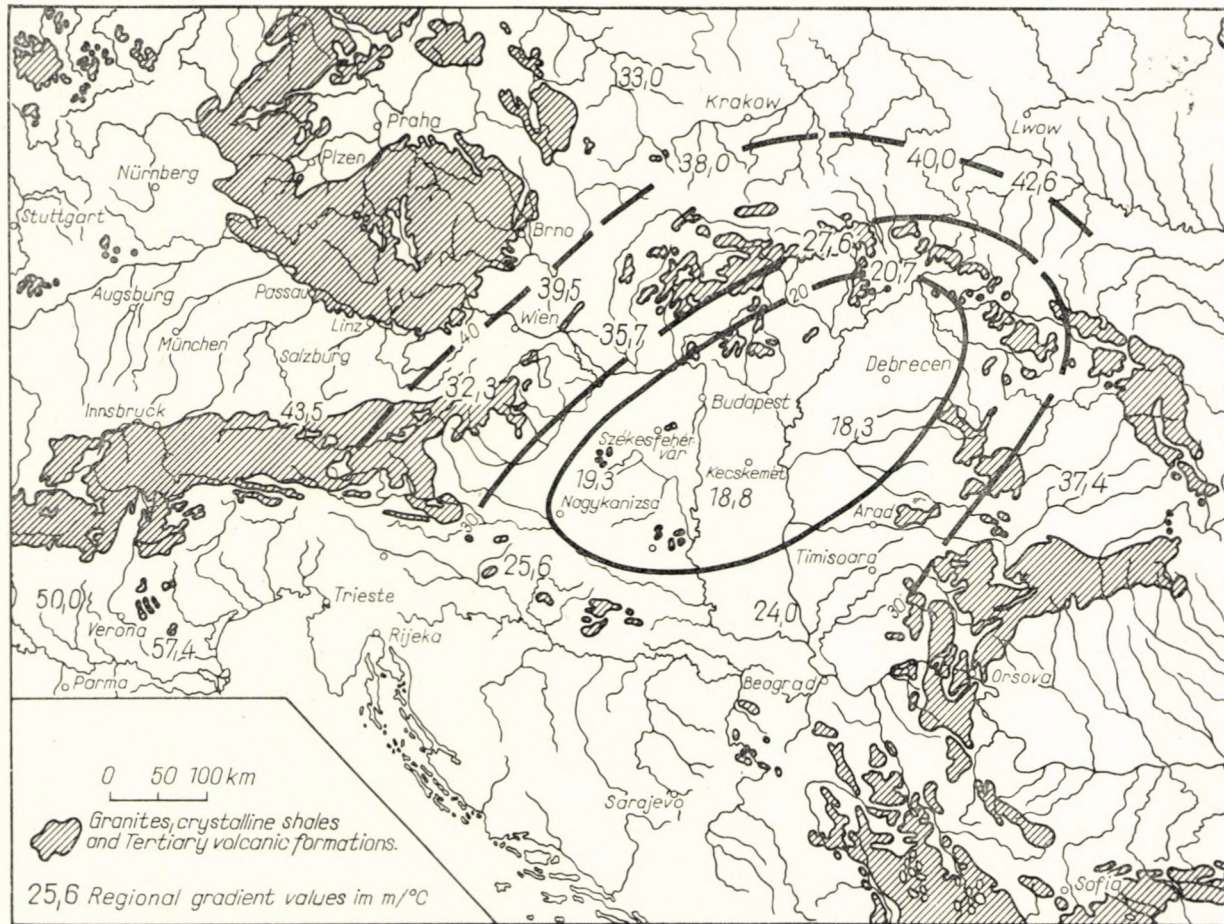 33,0
Krakow
Lwow
Praha
38,0
40,0
Plzen
42,6
Nürnberg
Stuttgart
Brno
27,6
20,7
Augsburg
Passau
39,5
20
Wien
Linz
40
35,7
München
Salzburg
Debrecen
32,3
Budapest
Innsbruck
43,5
18,3
Székesfehér-
vár
Kecskemét
19,3
18,8
37,4
Nagykanizsa
Arad
30
25,6
Timisoara
50,0
Trieste
24,0
30
Verona
57,4
Rijeka
Parma
Beograd
Orsova
0 50 100 km
Sarajevo
Granites, crystalline shales
and Tertiary volcanic formations.
25,6 Regional gradient values im m/°C
Sofia